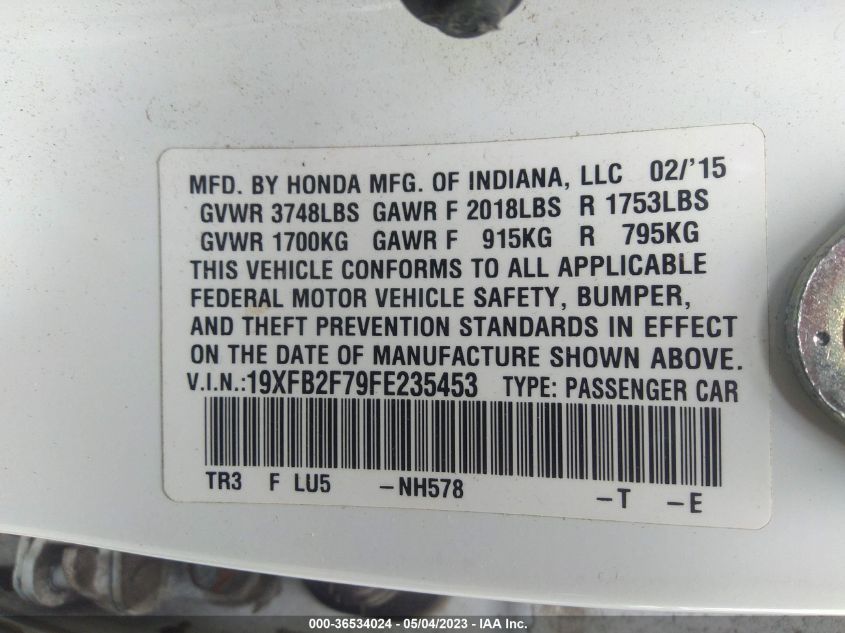 MFD. BY HONDA MFG. OF INDIANA, LLC 02/'15
GVWR 3748LBS GAWR F 2018LBS R 1753LBS
GVWR 1700KG GAWR F 915KG R 795KG
THIS VEHICLE CONFORMS TO ALL APPLICABLE
FEDERAL MOTOR VEHICLE SAFETY, BUMPER,
AND THEFT PREVENTION STANDARDS IN EFFECT
ON THE DATE OF MANUFACTURE SHOWN ABOVE.
V.I.N.:19XFB2F79FE235453 TYPE: PASSENGER CAR
TR3 F LU5 -NH578 -T -E
000-36534024 - 05/04/2023 - IAA Inc.